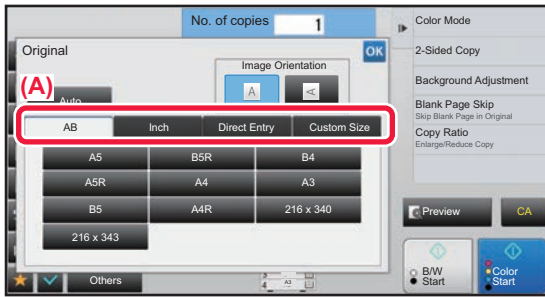 No. of copies 1
Color Mode
Original
OK
2-Sided Copy
Image Orientation
Background Adjustment
(A)
A
A
Auto
Blank Page Skip
Skip Blank Page in Original
AB Inch Direct Entry Custom Size
Copy Ratio
Enlarge/Reduce Copy
A5 B5R B4
A5R A4 A3
B5 A4R 216 x 340
Preview
CA
216 x 343
B/W
Start
Color
Start
Others
A3
4